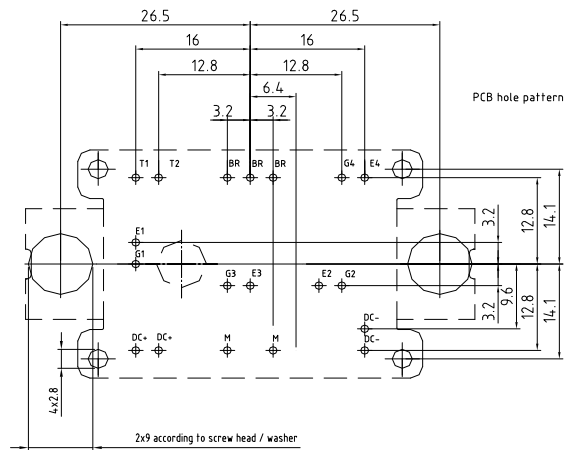 26.5 26.5
16 16
12.8 12.8
6.4
3.2 3.2
PCB hole pattern
T1 T2 BR BR BR G4 E4
E1
G1
G3 E3 E2 G2
DC-
DC+ DC+ M M DC-
3.2
12.8
14.1
3.2
9.6
12.8
14.1
4x2.8
2x9 according to screw head / washer